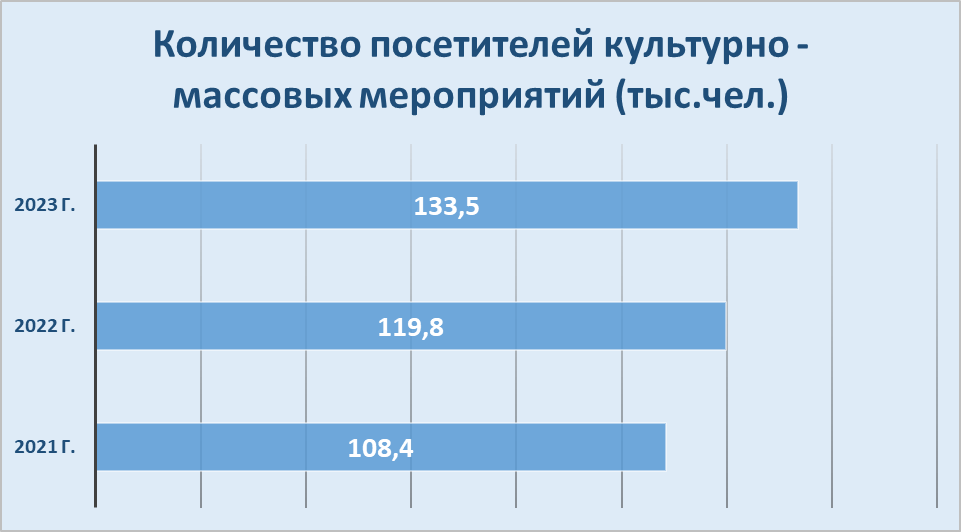 Количество посетителей культурно -
массовых мероприятий (тыс.чел.)
2023 Г.
133,5
2022 Г.
119,8
2021 Г.
108,4